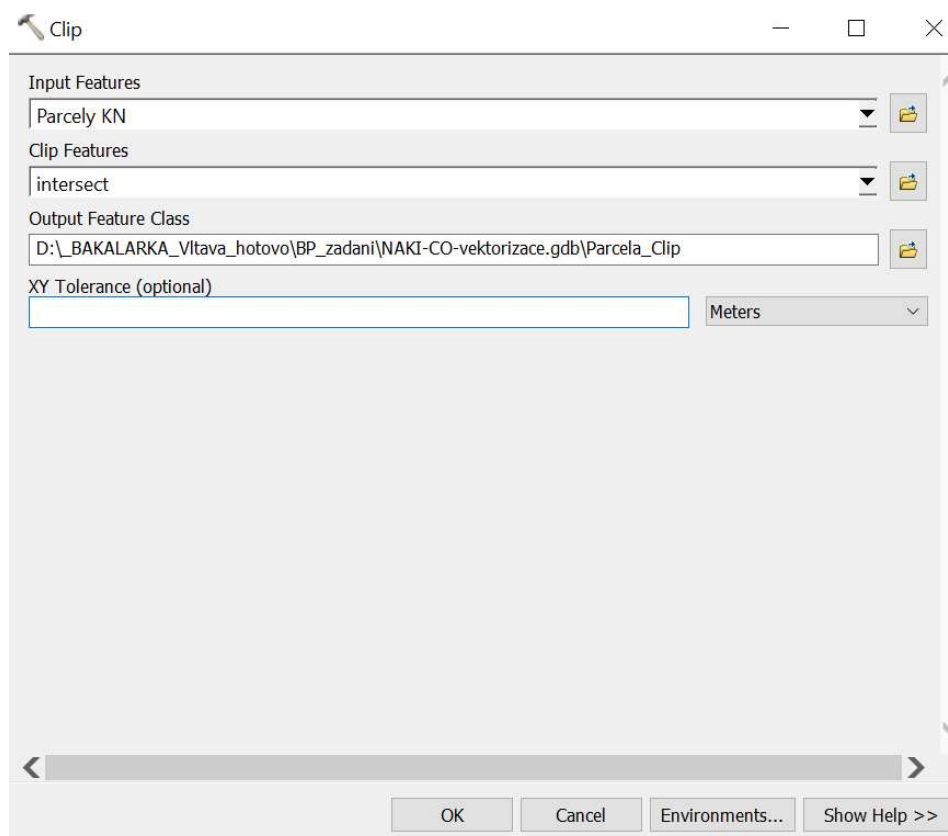 Clip
Input Features
Parcely KN
Clip Features
intersect
Output Feature Class
D:\_BAKALARKA_Vltava_hotovo\BP_zadani\NAKI-CO-vektorizace.gdb\Parcela_Clip
XY Tolerance (optional)
Meters
OK Cancel Environments... Show Help >>